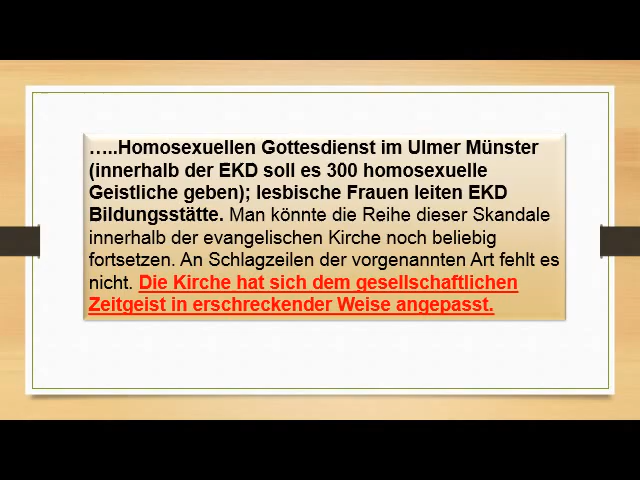 …..Homosexuellen Gottesdienst im Ulmer Münster
(innerhalb der EKD soll es 300 homosexuelle
Geistliche geben); lesbische Frauen leiten EKD
Bildungsstätte. Man könnte die Reihe dieser Skandale
innerhalb der evangelischen Kirche noch beliebig
fortsetzen. An Schlagzeilen der vorgenannten Art fehlt es
nicht. Die Kirche hat sich dem gesellschaftlichen
Zeitgeist in erschreckender Weise angepasst.